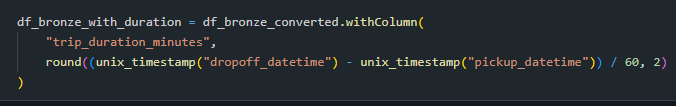 df_bronze_with_duration = df_bronze_converted.withColumn(
    "trip_duration_minutes",
    round((unix_timestamp("dropoff_datetime") - unix_timestamp("pickup_datetime")) / 60, 2)
)